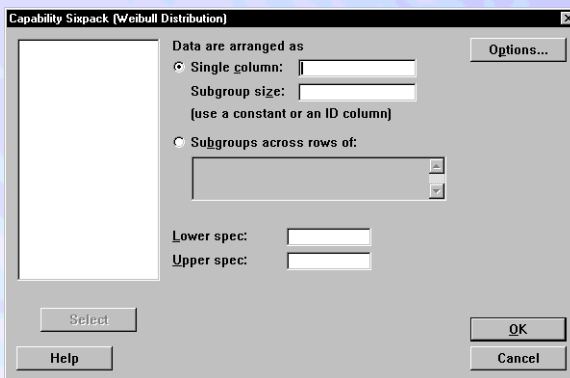 Capability Sixpack (Weibull Distribution)
Data are arranged as
Single column:
Subgroup size:
(use a constant or an ID column)
Subgroups across rows of:
Lower spec:
Upper spec:
Options...
Select
Help
OK
Cancel